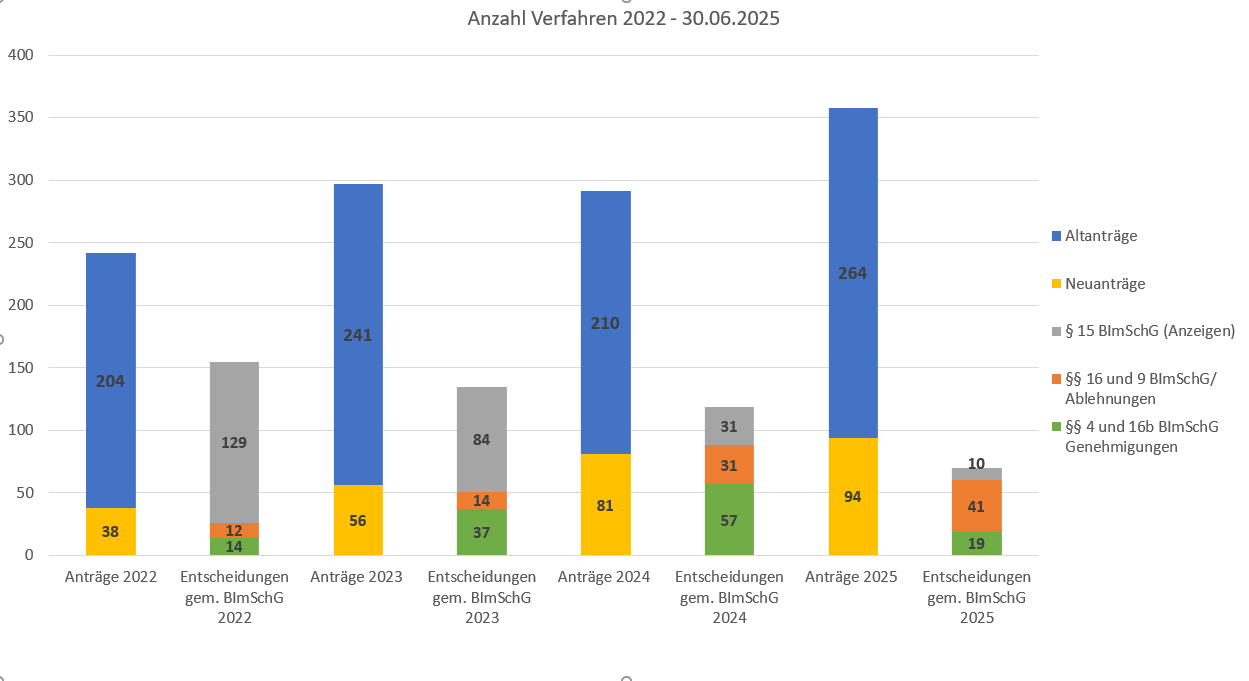 Anzahl Verfahren 2022 - 30.06.2025
400
350
300
250
200
150
100
50
0
204
38
129
12
14
241
56
84
14
37
210
81
31
31
57
264
94
10
41
19
Anträge 2022
Entscheidungen
gem. BImSchG
2022
Anträge 2023
Entscheidungen
gem. BImSchG
2023
Anträge 2024
Entscheidungen
gem. BImSchG
2024
Anträge 2025
Entscheidungen
gem. BImSchG
2025
Altanträge
Neuanträge
§ 15 BImSchG (Anzeigen)
§§ 16 und 9 BImSchG/
Ablehnungen
§§ 4 und 16b BImSchG
Genehmigungen